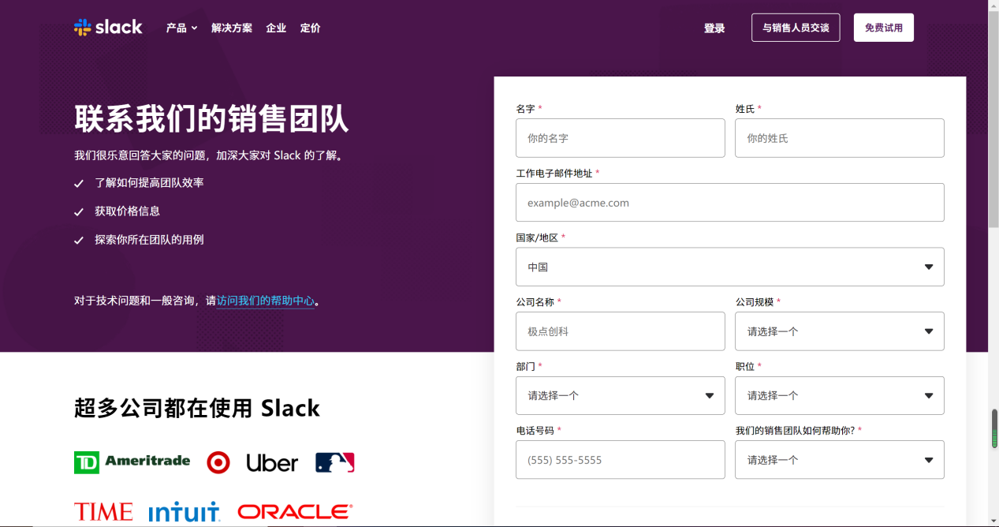 slack
产品
解决方案
企业
定价
登录
与销售人员交谈
免费试用
联系我们的销售团队
我们很乐意回答大家的问题，加深大家对 Slack 的了解。
了解如何提高团队效率
获取价格信息
探索你所在团队的用例
对于技术问题和一般咨询，请访问我们的帮助中心。
超多公司都在使用 Slack
TD Ameritrade
Uber
TIME
intuit
ORACLE
名字 *
你的名字
姓氏 *
你的姓氏
工作电子邮件地址 *
example@acme.com
国家/地区 *
中国
公司名称 *
极点创科
公司规模 *
请选择一个
部门 *
请选择一个
职位 *
请选择一个
电话号码 *
(555) 555-5555
我们的销售团队如何帮助你? *
请选择一个